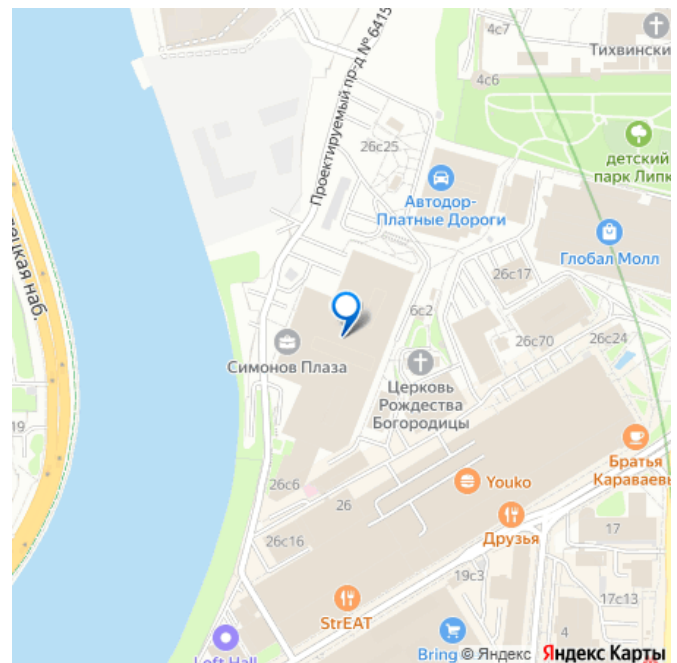 4с7
Тихвински
4с6
Проектируемый пр-д № 6415
26с25
детский
парк Липк
Автодор-
Платные Дороги
Глобал Молл
ецкая наб.
26с17
6с2
26с70
26с24
Симонов Плаза
Церковь
Рождества
Богородицы
19
Братья
Караваевы
Youko
26с6
26
Друзья
17
26с16
19с3
17с13
StrEAT
4
Loft Hall
Bring
© Яндекс
Яндекс Карты